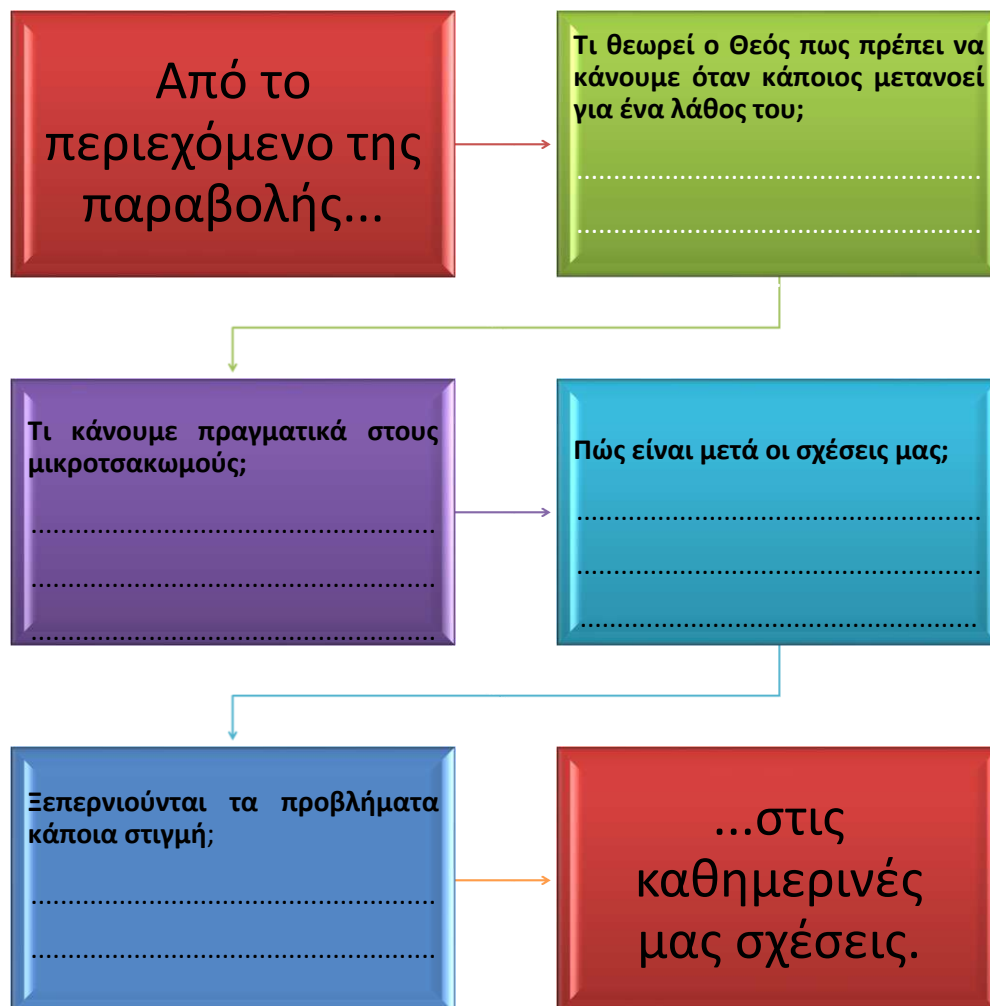 Από το
περιεχόμενο της
παραβολής...
Τι θεωρεί ο Θεός πως πρέπει να
κάνουμε όταν κάποιος μετανοεί
για ένα λάθος του;
......................................................................
......................................................................
Τι κάνουμε πραγματικά στους
μικροτσακωμούς;
......................................................................
......................................................................
......................................................................
Πώς είναι μετά οι σχέσεις μας;
......................................................................
......................................................................
......................................................................
Ξεπερνιούνται τα προβλήματα
κάποια στιγμή;
......................................................................
......................................................................
...στις
καθημερινές
μας σχέσεις.